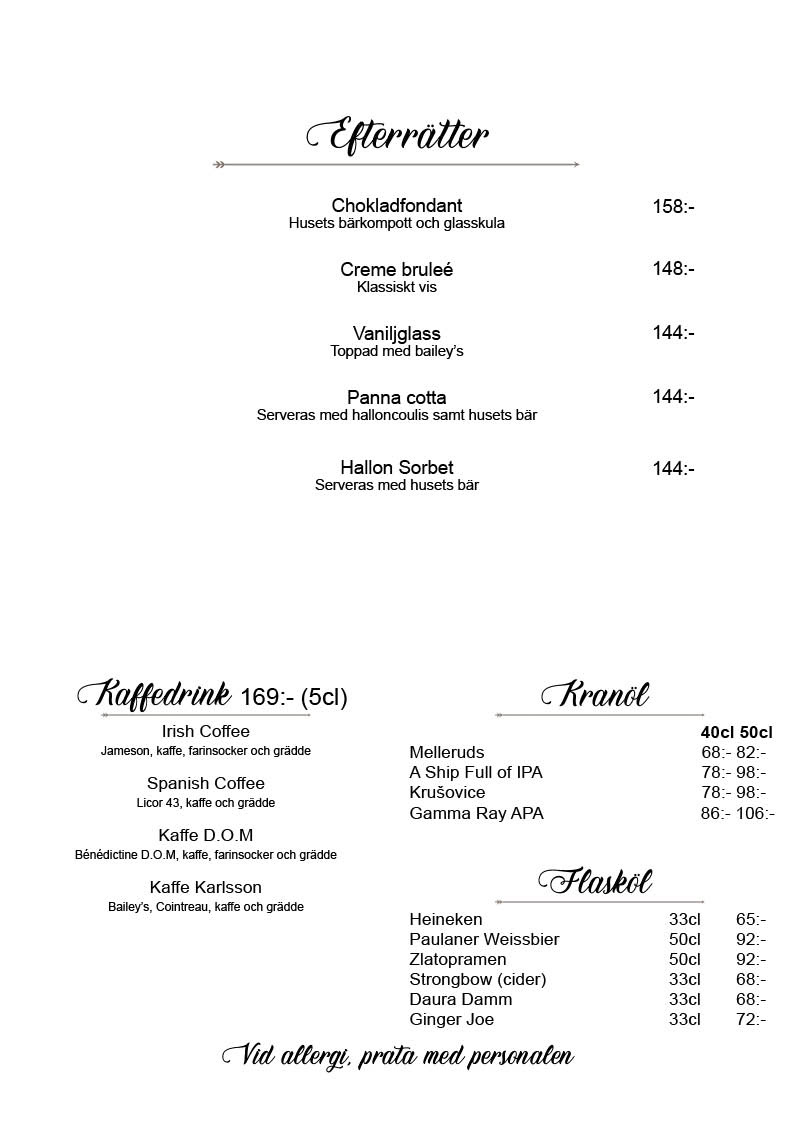 Efterrätter
Chokladfondant 158:-
Husets bärkompott och glasskula
Creme bruleé 148:-
Klassiskt vis
Vaniljglass 144:-
Toppad med bailey's
Panna cotta 144:-
Serveras med halloncoulis samt husets bär
Hallon Sorbet 144:-
Serveras med husets bär
Kaffedrink 169:- (5cl)
Irish Coffee
Jameson, kaffe, farinsocker och grädde
Spanish Coffee
Licor 43, kaffe och grädde
Kaffe D.O.M
Bénédictine D.O.M, kaffe, farinsocker och grädde
Kaffe Karlsson
Bailey's, Cointreau, kaffe och grädde
Kranöl
40cl 50cl
Melleruds 68:- 82:-
A Ship Full of IPA 78:- 98:-
Krušovice 78:- 98:-
Gamma Ray APA 86:- 106:-
Flasköl
Heineken 33cl 65:-
Paulaner Weissbier 50cl 92:-
Zlatopramen 50cl 92:-
Strongbow (cider) 33cl 68:-
Daura Damm 33cl 68:-
Ginger Joe 33cl 72:-
Vid allergi, prata med personalen